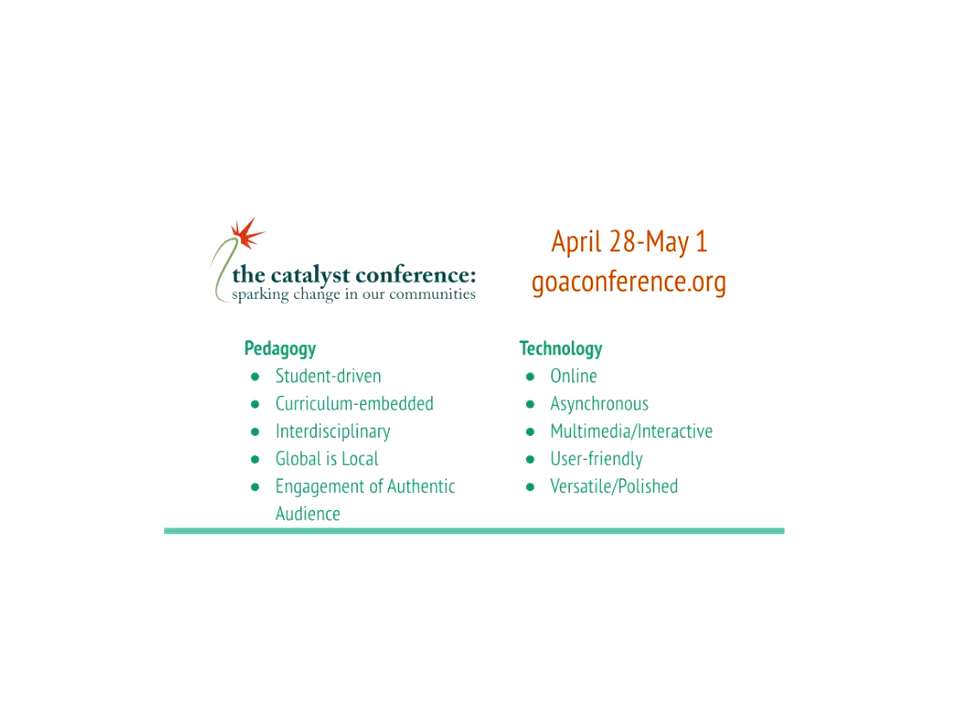 the catalyst conference:
sparking change in our communities
April 28-May 1
goaconference.org
Pedagogy
● Student-driven
● Curriculum-embedded
● Interdisciplinary
● Global is Local
● Engagement of Authentic
Audience
Technology
● Online
● Asynchronous
● Multimedia/Interactive
● User-friendly
● Versatile/Polished